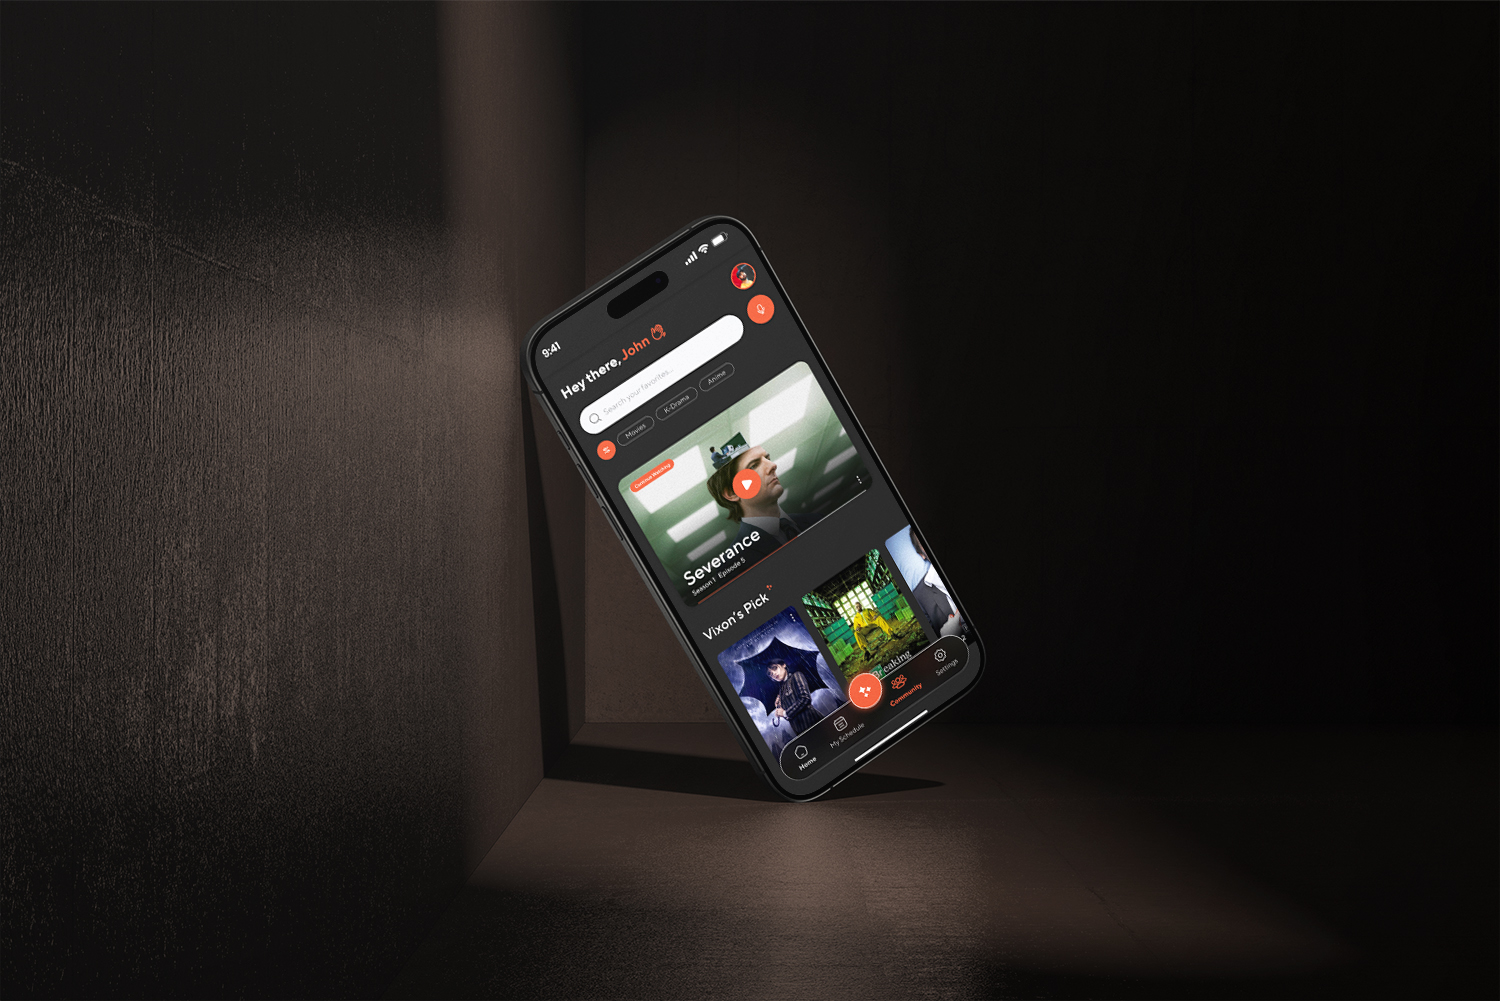 9:41
Hey there, John
Search your favorites...
Movies
K-Drama
Anime
Continue Watching
Severance
Season 1 Episode 5
Vixon's Pick
Breaking
Home
My Schedule
Community
Settings